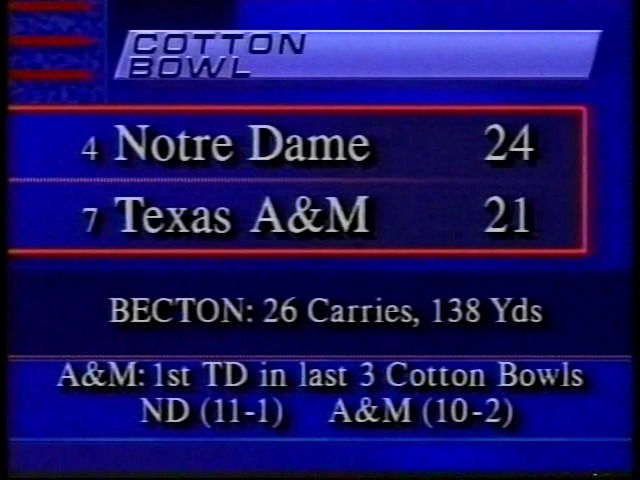 COTTON
BOWL
4 Notre Dame 24
7 Texas A&M 21
BECTON: 26 Carries, 138 Yds
A&M: 1st TD in last 3 Cotton Bowls
ND (11-1) A&M (10-2)